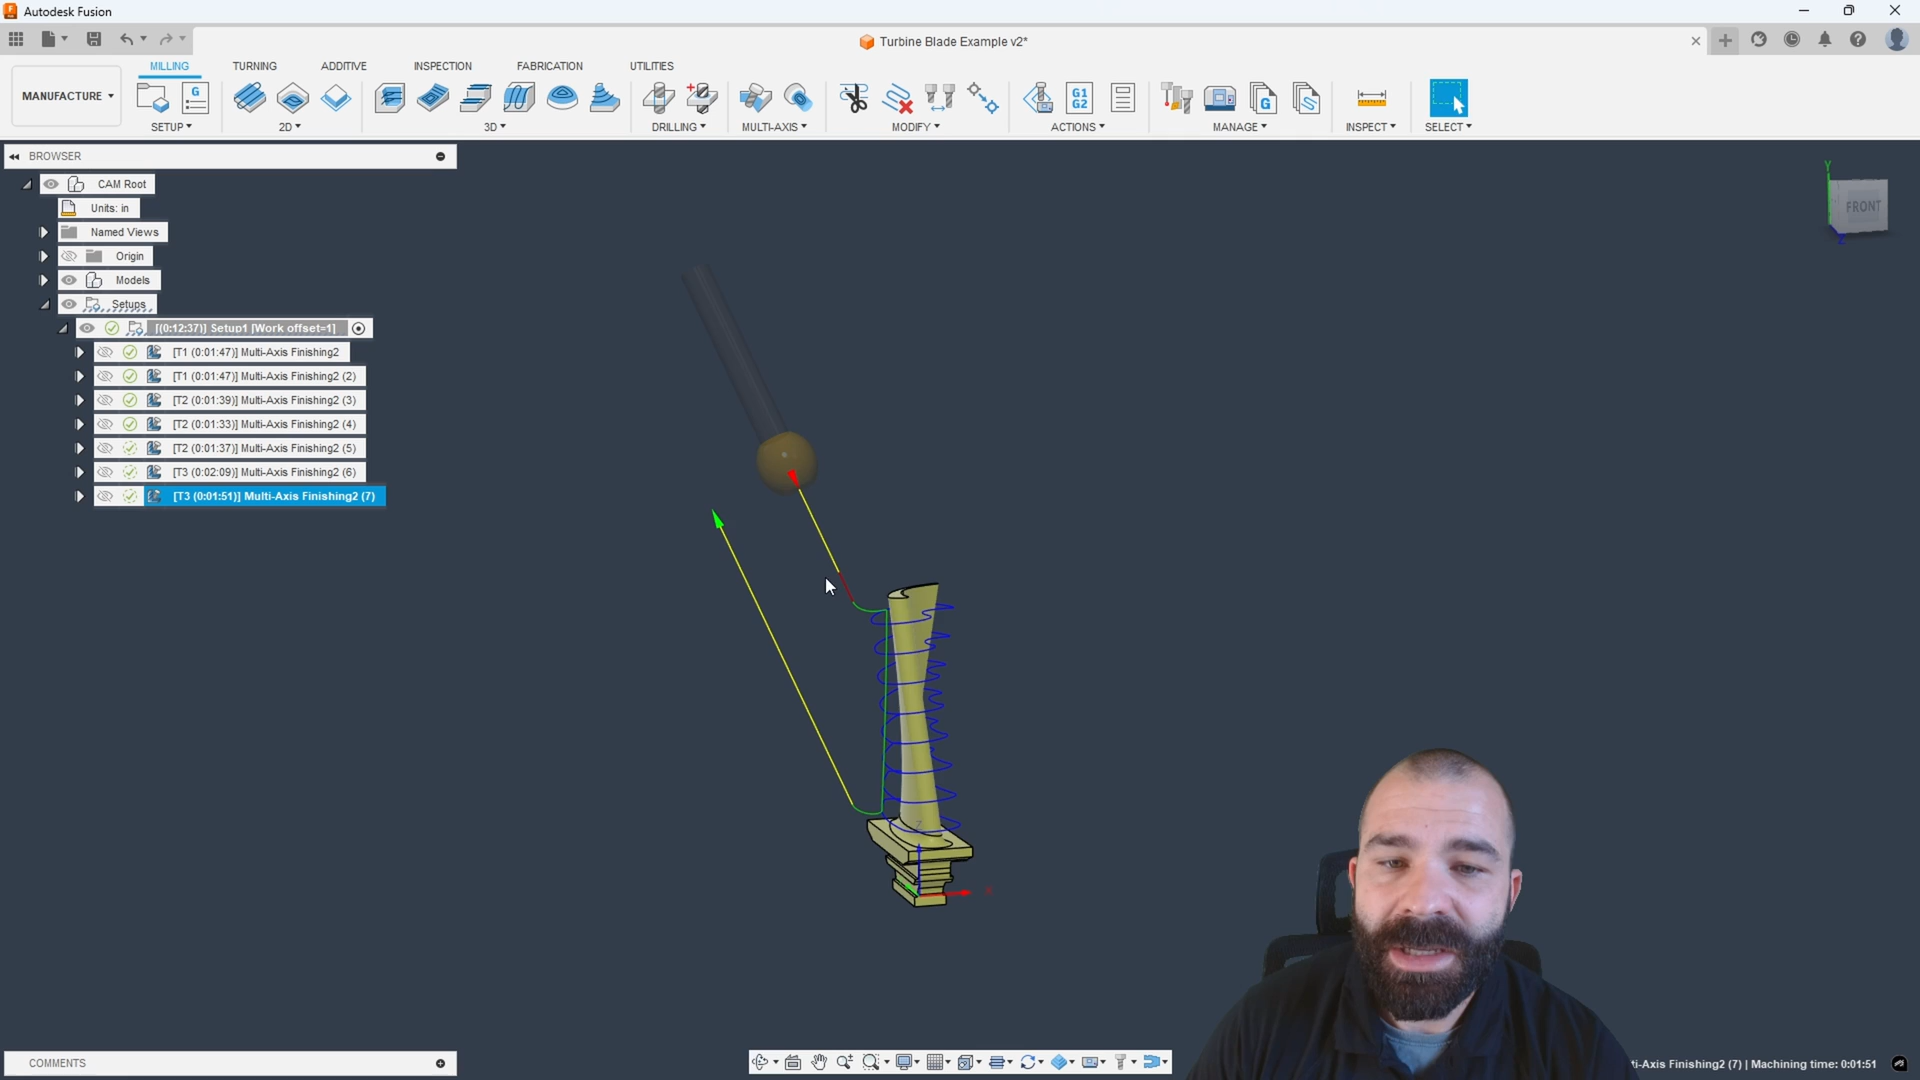 Autodesk Fusion
Turbine Blade Example v2*
MILLING
TURNING
ADDITIVE
INSPECTION
FABRICATION
UTILITIES
MANUFACTURE
G
G1
G2
G
S
SETUP
2D
3D
DRILLING
MULTI-AXIS
MODIFY
ACTIONS
MANAGE
INSPECT
SELECT
BROWSER
CAM Root
Units: in
Named Views
Origin
Models
Setups
[(0:12:37)] Setup1 [Work offset=1]
[T1 (0:01:47)] Multi-Axis Finishing2
[T1 (0:01:47)] Multi-Axis Finishing2 (2)
[T2 (0:01:39)] Multi-Axis Finishing2 (3)
[T2 (0:01:33)] Multi-Axis Finishing2 (4)
[T2 (0:01:37)] Multi-Axis Finishing2 (5)
[T3 (0:02:09)] Multi-Axis Finishing2 (6)
[T3 (0:01:51)] Multi-Axis Finishing2 (7)
Y
FRONT
Z
Z
X
COMMENTS
ti-Axis Finishing2 (7) | Machining time: 0:01:51